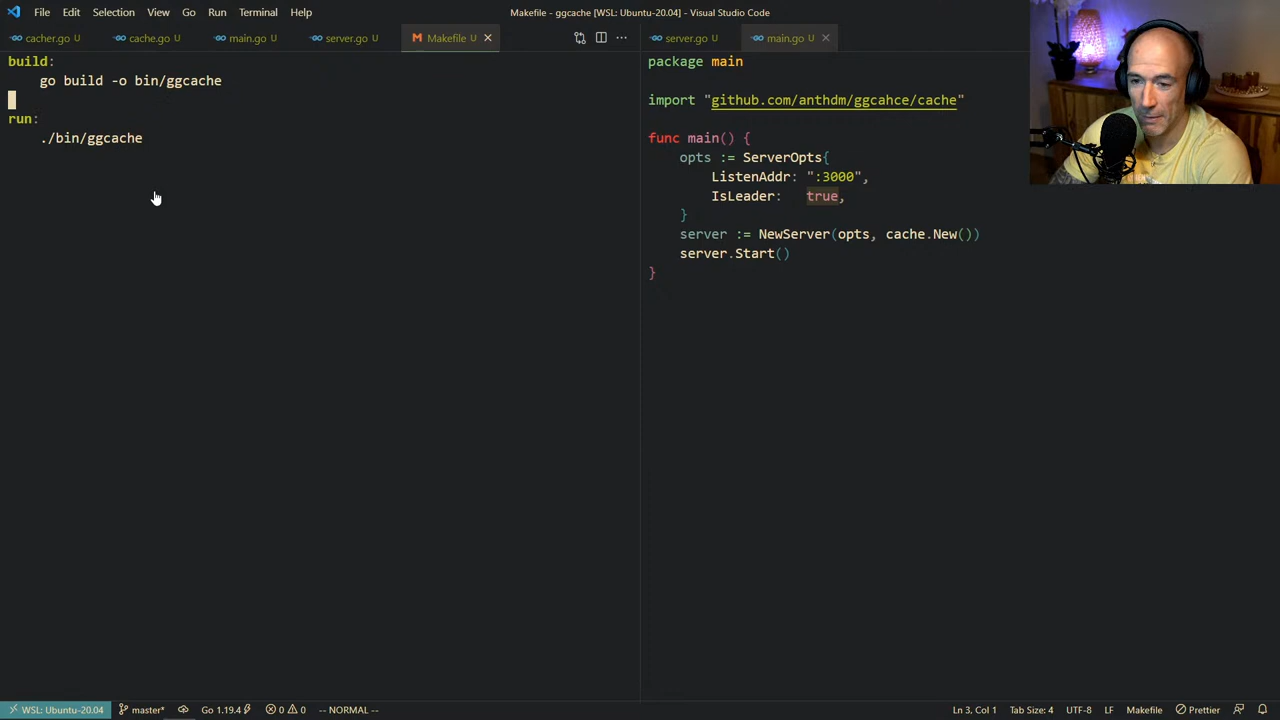 File Edit Selection View Go Run Terminal Help
Makefile - ggcache [WSL: Ubuntu-20.04] - Visual Studio Code
cacher.go U cache.go U main.go U server.go U M Makefile U
build:
go build -o bin/ggcache
run:
./bin/ggcache
server.go U main.go U
package main
import "github.com/anthdm/ggcahce/cache"
func main() {
opts := ServerOpts{
ListenAddr: ":3000",
IsLeader: true,
}
server := NewServer(opts, cache.New())
server.Start()
}
WSL: Ubuntu-20.04 master* Go 1.19.4 0 0 -- NORMAL --
Ln 3, Col 1 Tab Size: 4 UTF-8 LF Makefile Prettier